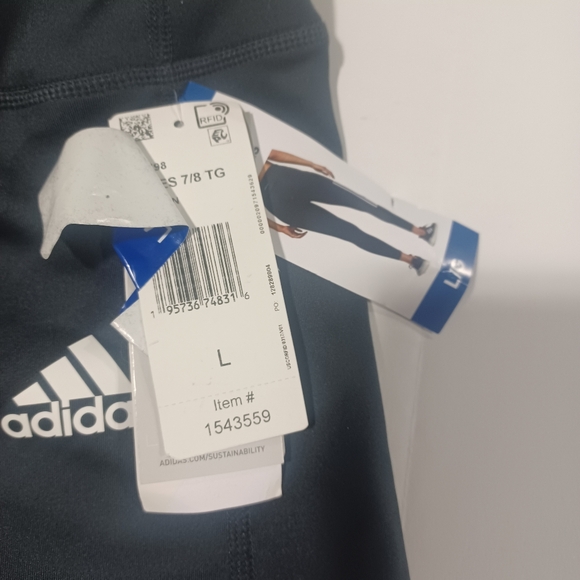 RFID
98
ES 7/8 TG
1 95736 74831 6
L
Item #
1543559
ADIDAS.COM/SUSTAINABILITY
adidas
L/G